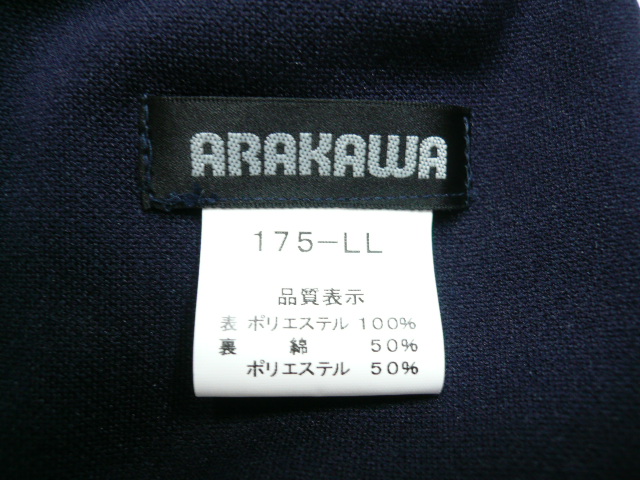 ARAKAWA
175-LL
品質表示
表 ポリエステル 100%
裏 綿 50%
ポリエステル 50%